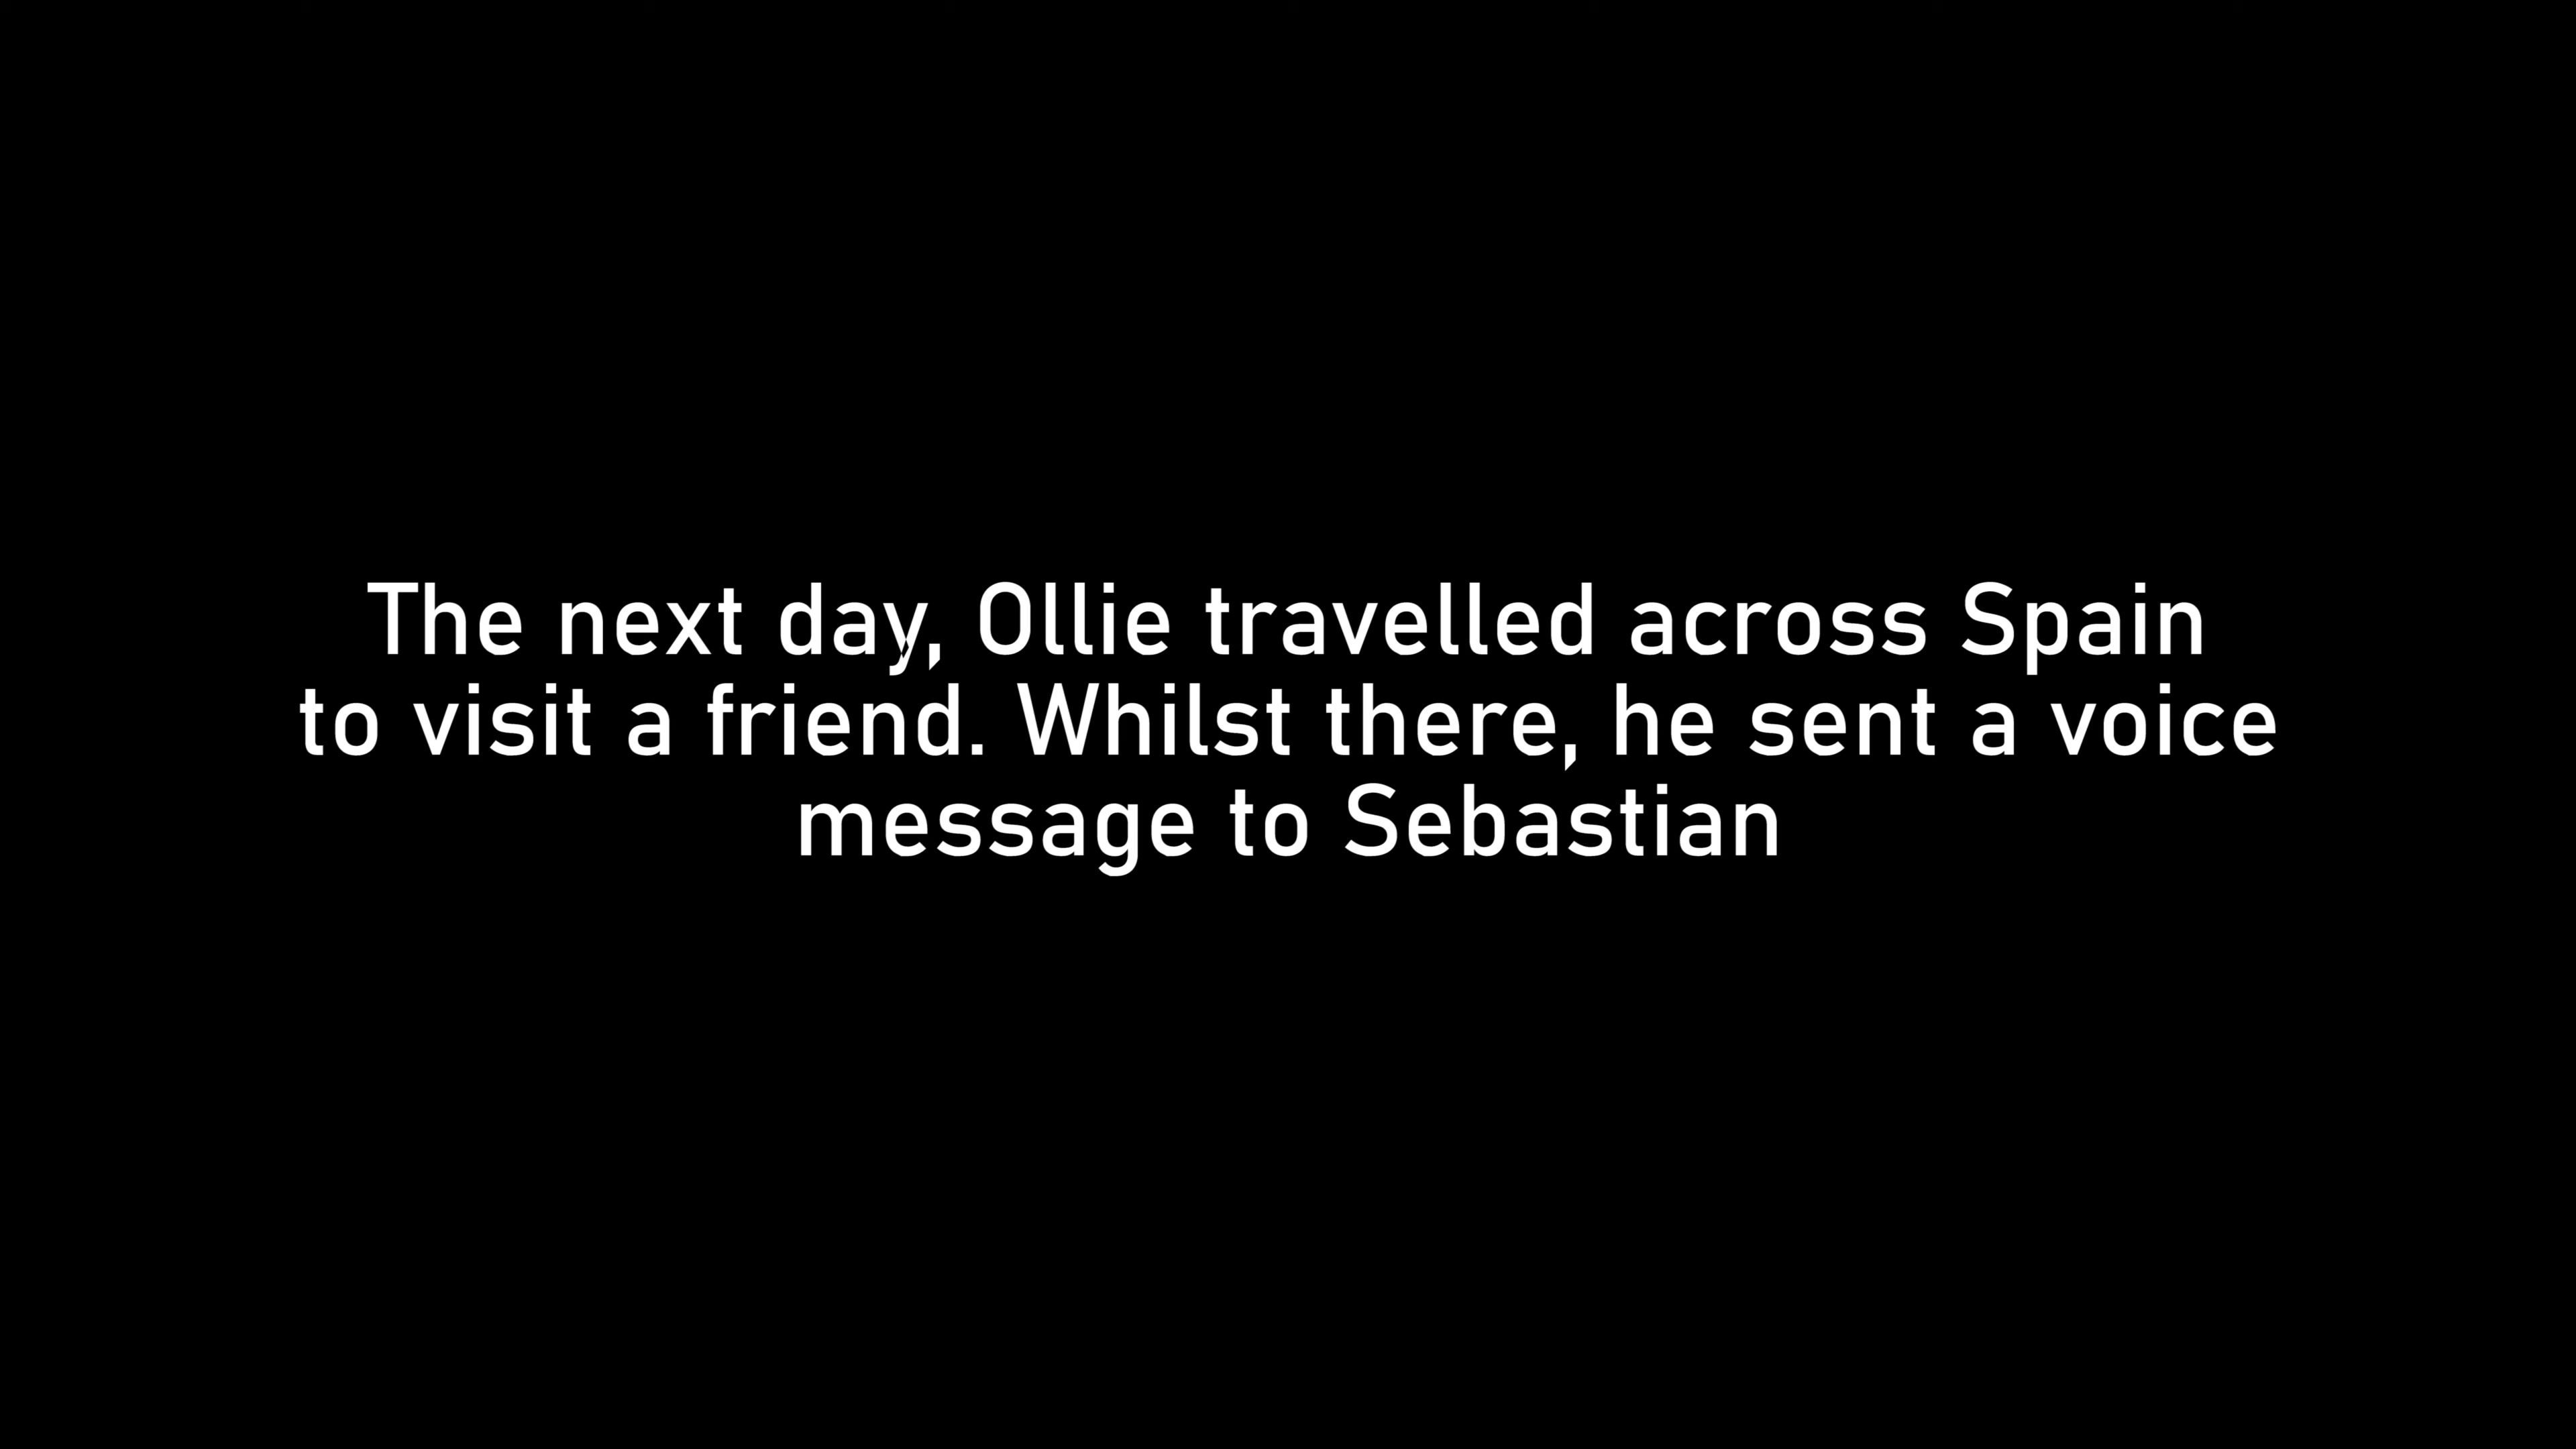 The next day, Ollie travelled across Spain
to visit a friend. Whilst there, he sent a voice
message to Sebastian